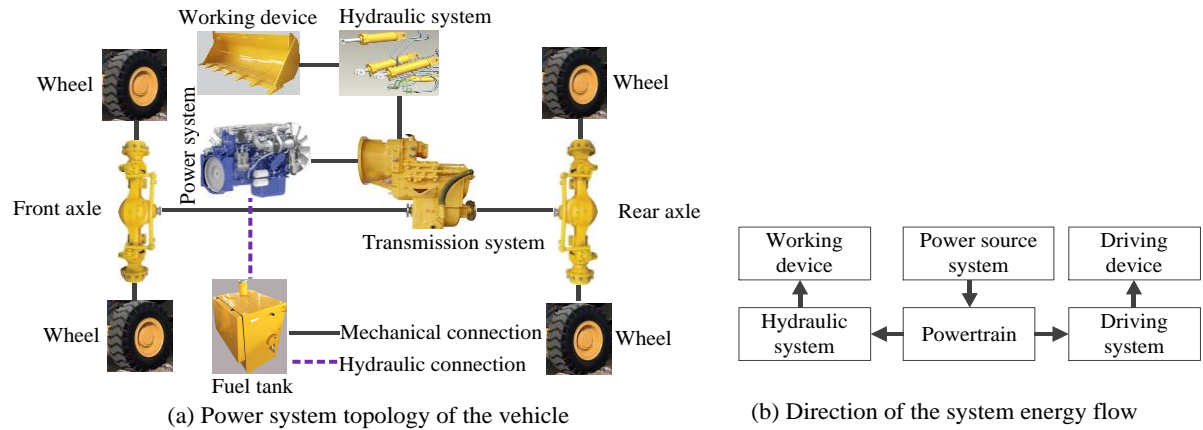 Working device
Hydraulic system
Wheel
Wheel
Power system
Front axle
Rear axle
Transmission system
Wheel
Wheel
Mechanical connection
Hydraulic connection
Fuel tank
(a) Power system topology of the vehicle
Working
device
Power source
system
Driving
device
Hydraulic
system
Powertrain
Driving
system
(b) Direction of the system energy flow